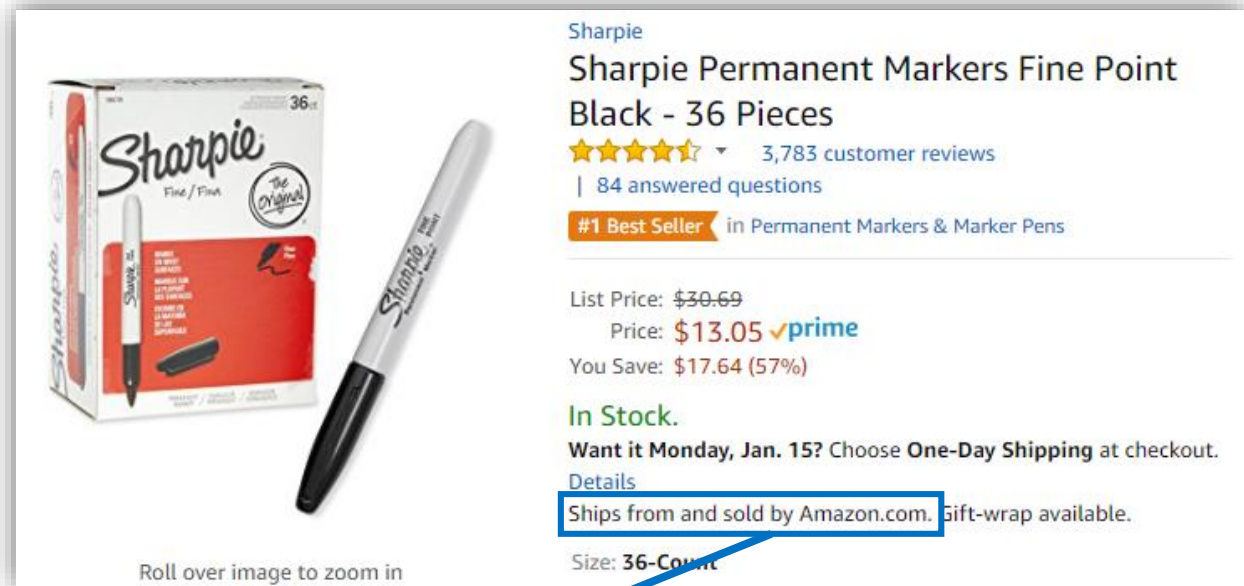 Sharpie
Sharpie Permanent Markers Fine Point
Black - 36 Pieces
3,783 customer reviews
| 84 answered questions
#1 Best Seller in Permanent Markers & Marker Pens
List Price: $30.69
Price: $13.05 prime
You Save: $17.64 (57%)
In Stock.
Want it Monday, Jan. 15? Choose One-Day Shipping at checkout.
Details
Ships from and sold by Amazon.com. Gift-wrap available.
Size: 36-Count
36ct
Sharpie
Fine/Fino
The
Original
Sharpie
Sharpie
Sharpie
FINE
POINT
Roll over image to zoom in